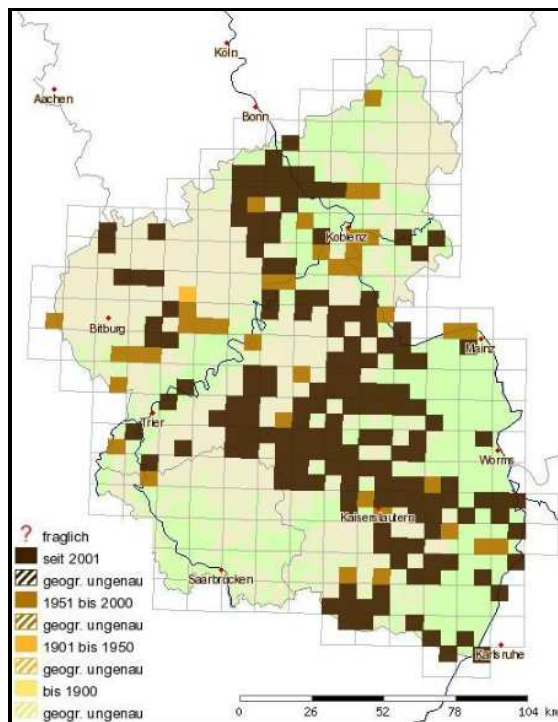 Köln
Aachen
Bonn
Koblenz
Bitburg
Mainz
Trier
Worms
Kaiserslautern
Saarbrücken
Karlsruhe
? fraglich
seit 2001
geogr. ungenau
1951 bis 2000
geogr. ungenau
1901 bis 1950
geogr. ungenau
bis 1900
geogr. ungenau
0 26 52 78 104 km